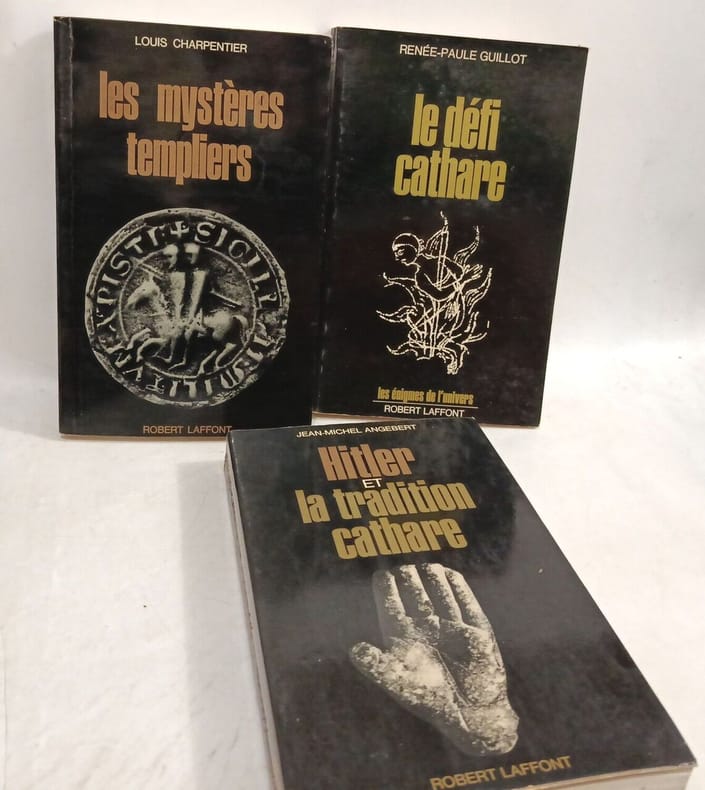 LOUIS CHARPENTIER
les mystères
templiers
ROBERT LAFFONT
RENÉE-PAULE GUILLOT
le défi
cathare
les énigmes de l'univers
ROBERT LAFFONT
JEAN-MICHEL ANGEBERT
Hitler
ET
la tradition
cathare
ROBERT LAFFONT